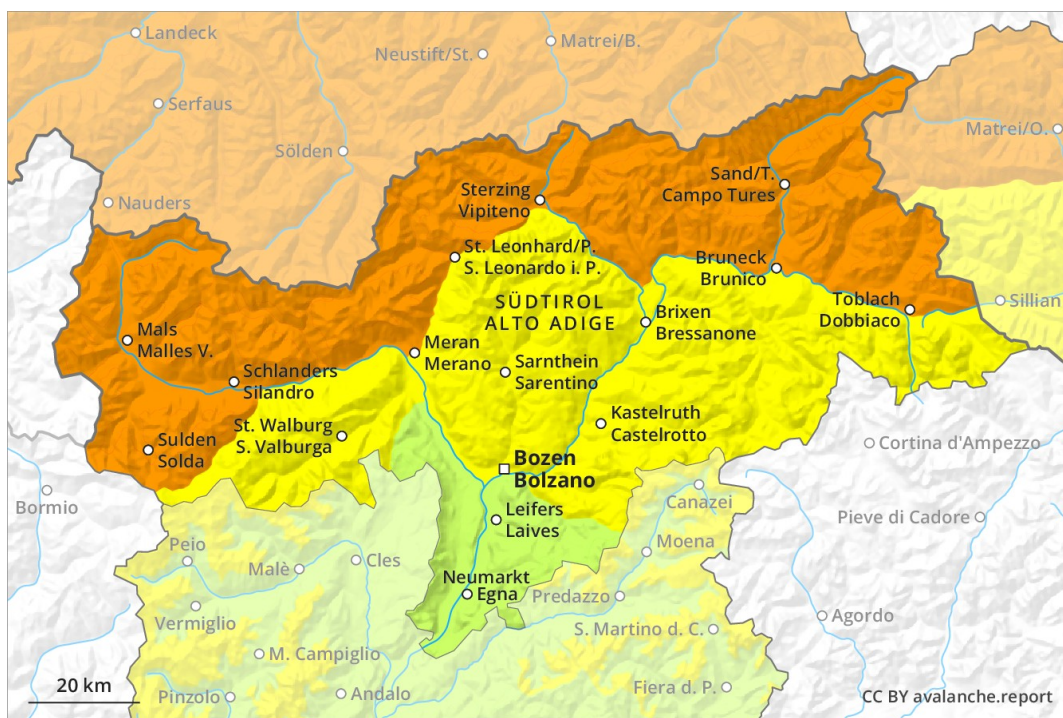 Landeck
Neustift/St.
Matrei/B.
Serfaus
Matrei/O.
Sölden
Sand/T.
Campo Tures
Sterzing
Vipiteno
Nauders
St. Leonhard/P.
S. Leonardo i. P.
Bruneck
Brunico
SÜDTIROL
ALTO ADIGE
Toblach
Dobbiaco
Sillian
Brixen
Bressanone
Mals
Malles V.
Meran
Merano
Sarnthein
Sarentino
Schlanders
Silandro
Kastelruth
Castelrotto
St. Walburg
S. Valburga
Sulden
Solda
Cortina d'Ampezzo
Bozen
Bolzano
Bormio
Canazei
Leifers
Laives
Pieve di Cadore
Peio
Moena
Cles
Malè
Neumarkt
Egna
Predazzo
Agordo
Vermiglio
S. Martino d. C.
M. Campiglio
20 km
Pinzolo
Andalo
Fiera d. P.
CC BY avalanche.report